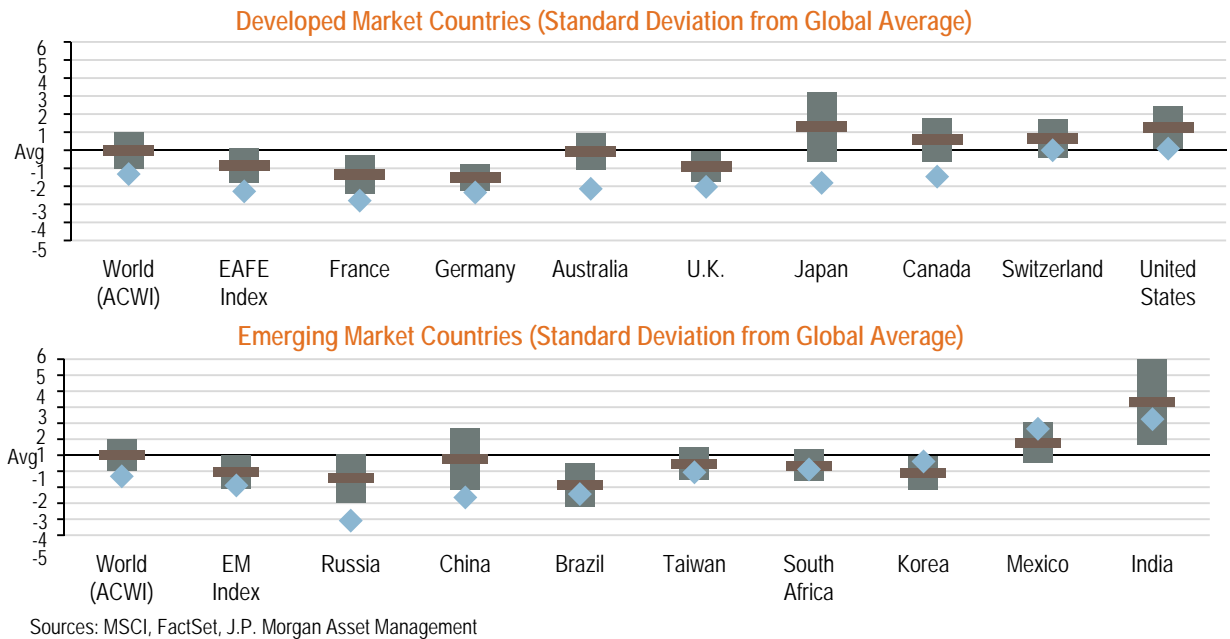 Developed Market Countries (Standard Deviation from Global Average)
6
5
4
3
2
1
Avg
-1
-2
-3
-4
-5
World (ACWI)
EAFE Index
France
Germany
Australia
U.K.
Japan
Canada
Switzerland
United States
Emerging Market Countries (Standard Deviation from Global Average)
6
5
4
3
2
1
Avg
-1
-2
-3
-4
-5
World (ACWI)
EM Index
Russia
China
Brazil
Taiwan
South Africa
Korea
Mexico
India
Sources: MSCI, FactSet, J.P. Morgan Asset Management